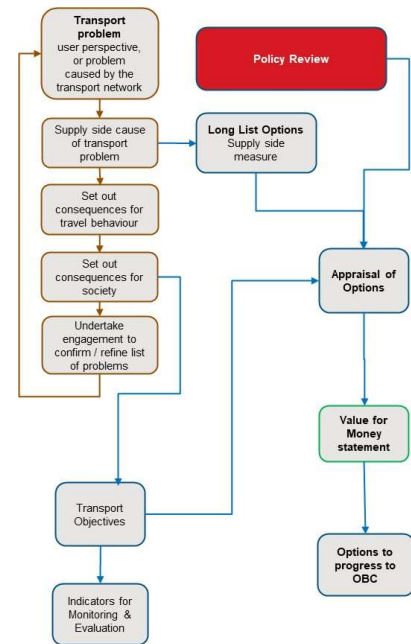 Transport
problem
user perspective,
or problem
caused by the
transport network
Policy Review
Supply side cause
of transport
problem
Long List Options
Supply side
measure
Set out
consequences for
travel behaviour
Set out
consequences for
society
Appraisal of
Options
Undertake
engagement to
confirm / refine list
of problems
Value for
Money
statement
Transport
Objectives
Options to
progress to
OBC
Indicators for
Monitoring &
Evaluation